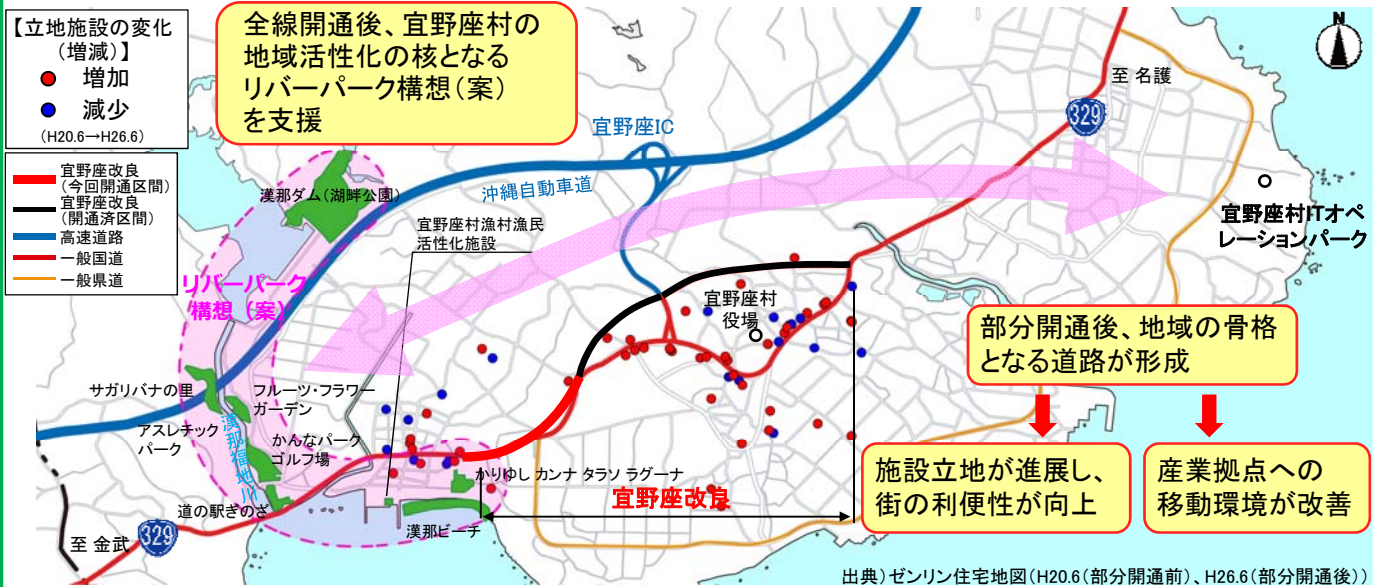 【立地施設の変化
(増減)】
増加
減少
(H20.6→H26.6)
宜野座改良
(今回開通区間)
宜野座改良
(開通済区間)
高速道路
一般国道
一般県道
全線開通後、宜野座村の
地域活性化の核となる
リバーパーク構想(案)
を支援
N
至 名護
329
宜野座IC
沖縄自動車道
漢那ダム(湖畔公園)
宜野座村漁村漁民
活性化施設
宜野座村ITオペ
レーションパーク
リバーパーク
構想(案)
宜野座村
役場
部分開通後、地域の骨格
となる道路が形成
サガリバナの里
フルーツ・フラワー
ガーデン
アスレチック
パーク
漢那福地川
かんなパーク
ゴルフ場
かりゆし カンナ タラソ ラグーナ
施設立地が進展し、
街の利便性が向上
産業拠点への
移動環境が改善
宜野座改良
道の駅ぎのざ
漢那ビーチ
至 金武
329
出典)ゼンリン住宅地図(H20.6(部分開通前)、H26.6(部分開通後))